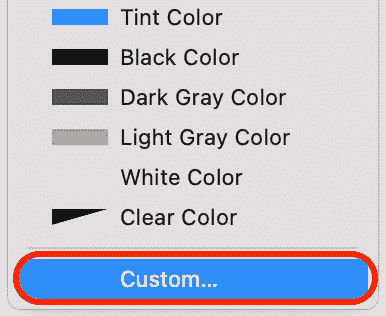 Tint Color
Black Color
Dark Gray Color
Light Gray Color
White Color
Clear Color
Custom...